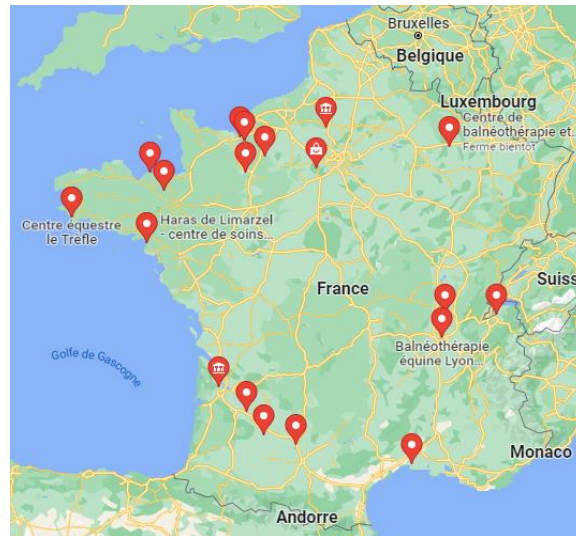 Bruxelles
Belgique
Luxembourg
Centre de
balnéothérapie et...
Ferme bientôt
Centre équestre
le Trèfle
Haras de Limarzel
- centre de soins...
France
Suiss
Balnéothérapie
équine Lyon...
Golfe de Gascogne
Monaco
Andorre